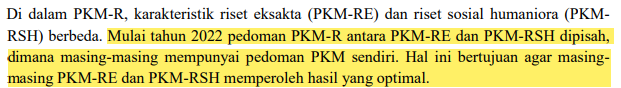 Di dalam PKM-R, karakteristik riset eksakta (PKM-RE) dan riset sosial humaniora (PKM-
RSH) berbeda. Mulai tahun 2022 pedoman PKM-R antara PKM-RE dan PKM-RSH dipisah,
dimana masing-masing mempunyai pedoman PKM sendiri. Hal ini bertujuan agar masing-
masing PKM-RE dan PKM-RSH memperoleh hasil yang optimal.